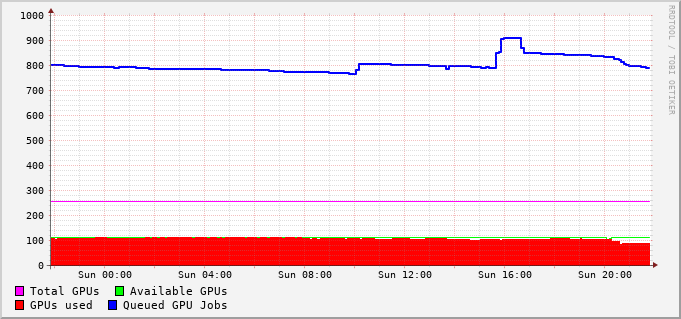 1000
900
800
700
600
500
400
300
200
100
0
Sun 00:00 Sun 04:00 Sun 08:00 Sun 12:00 Sun 16:00 Sun 20:00
Total GPUs Available GPUs
GPUs used Queued GPU Jobs
RRDTOOL / TOBI OETIKER